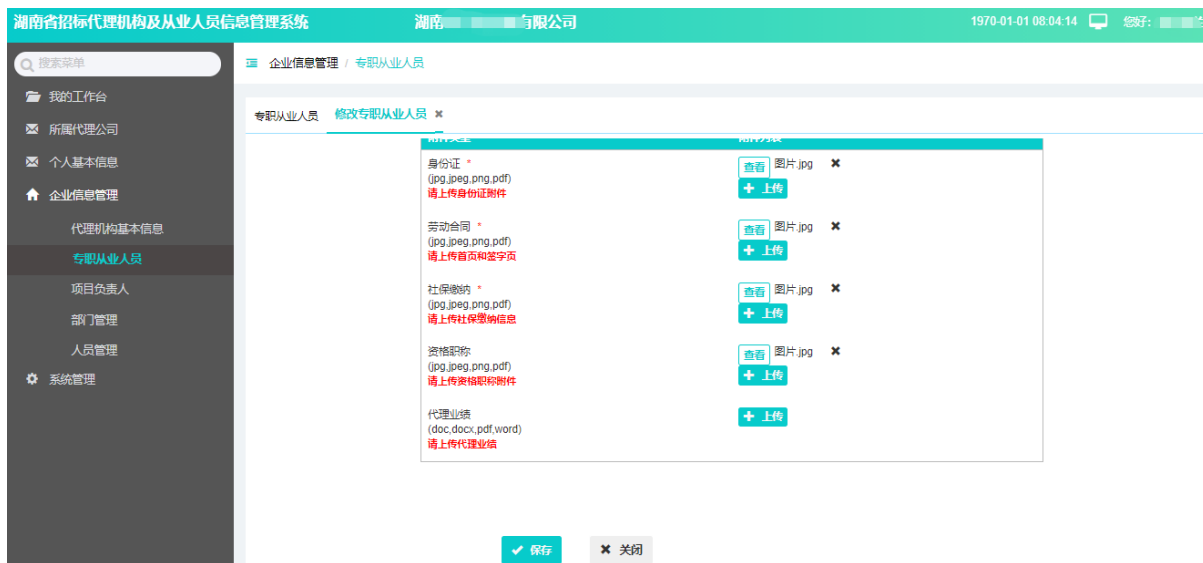 湖南省招标代理机构及从业人员信息管理系统
湖南 有限公司
1970-01-01 08:04:14
您好:
搜索菜单
企业信息管理 / 专职从业人员
我的工作台
所属代理公司
个人基本信息
企业信息管理
代理机构基本信息
专职从业人员
项目负责人
部门管理
人员管理
系统管理
专职从业人员 修改专职从业人员 ✖
附件类型 附件列表
身份证 *
(jpg,jpeg,png,pdf)
请上传身份证附件
查看 图片.jpg ✖
+ 上传
劳动合同 *
(jpg,jpeg,png,pdf)
请上传首页和签字页
查看 图片.jpg ✖
+ 上传
社保缴纳 *
(jpg,jpeg,png,pdf)
请上传社保缴纳信息
查看 图片.jpg ✖
+ 上传
资格职称
(jpg,jpeg,png,pdf)
请上传资格职称附件
查看 图片.jpg ✖
+ 上传
代理业绩
(doc,docx,pdf,word)
请上传代理业绩
+ 上传
✔ 保存 ✖ 关闭